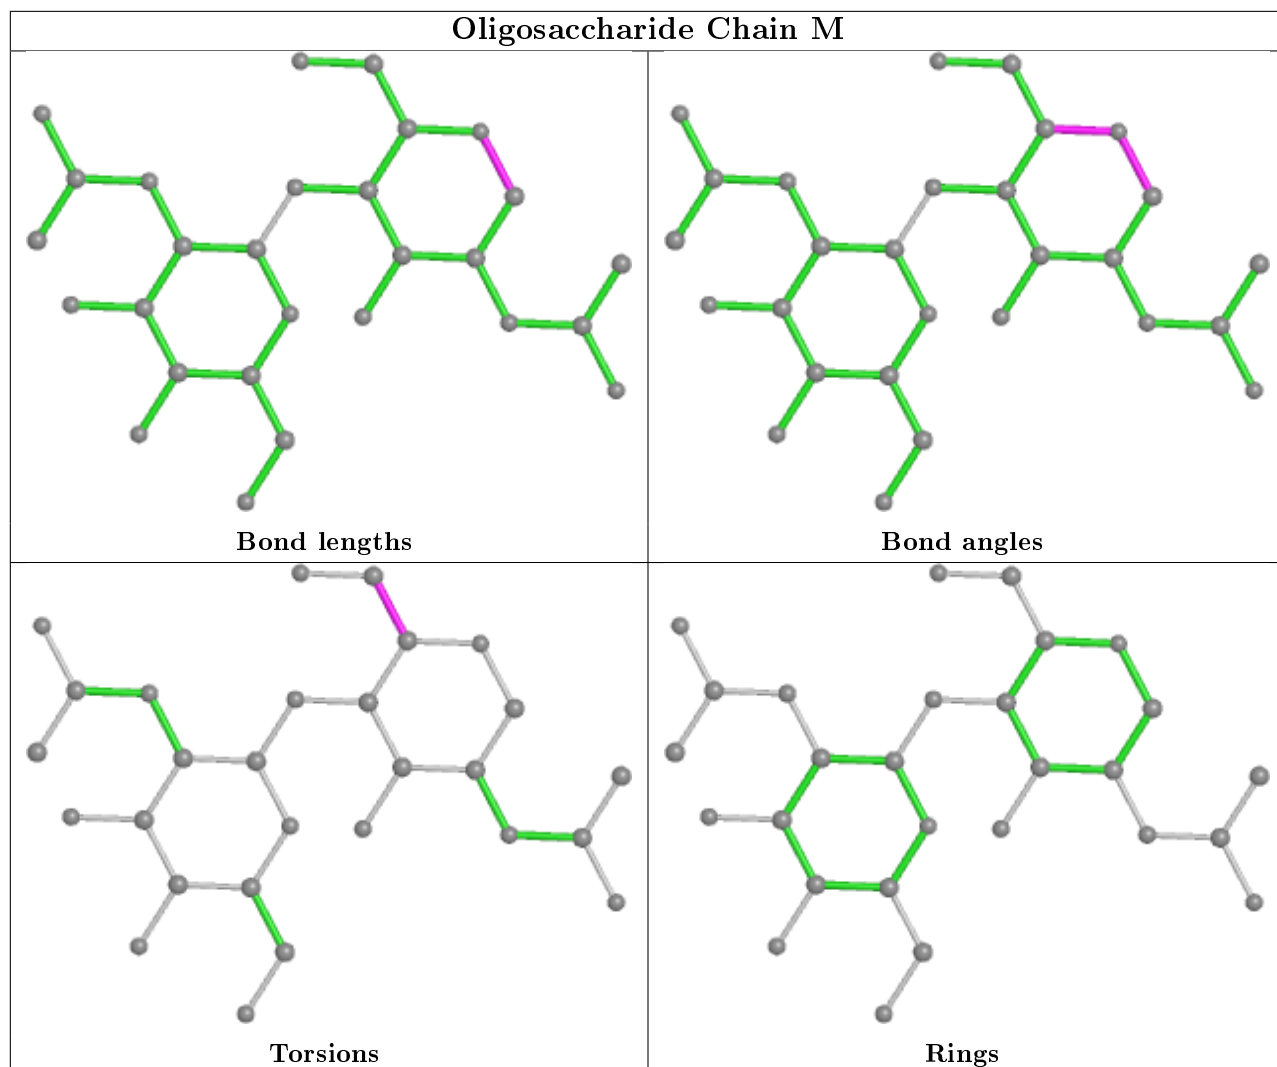 Oligosaccharide Chain M
Bond lengths
Bond angles
Torsions
Rings